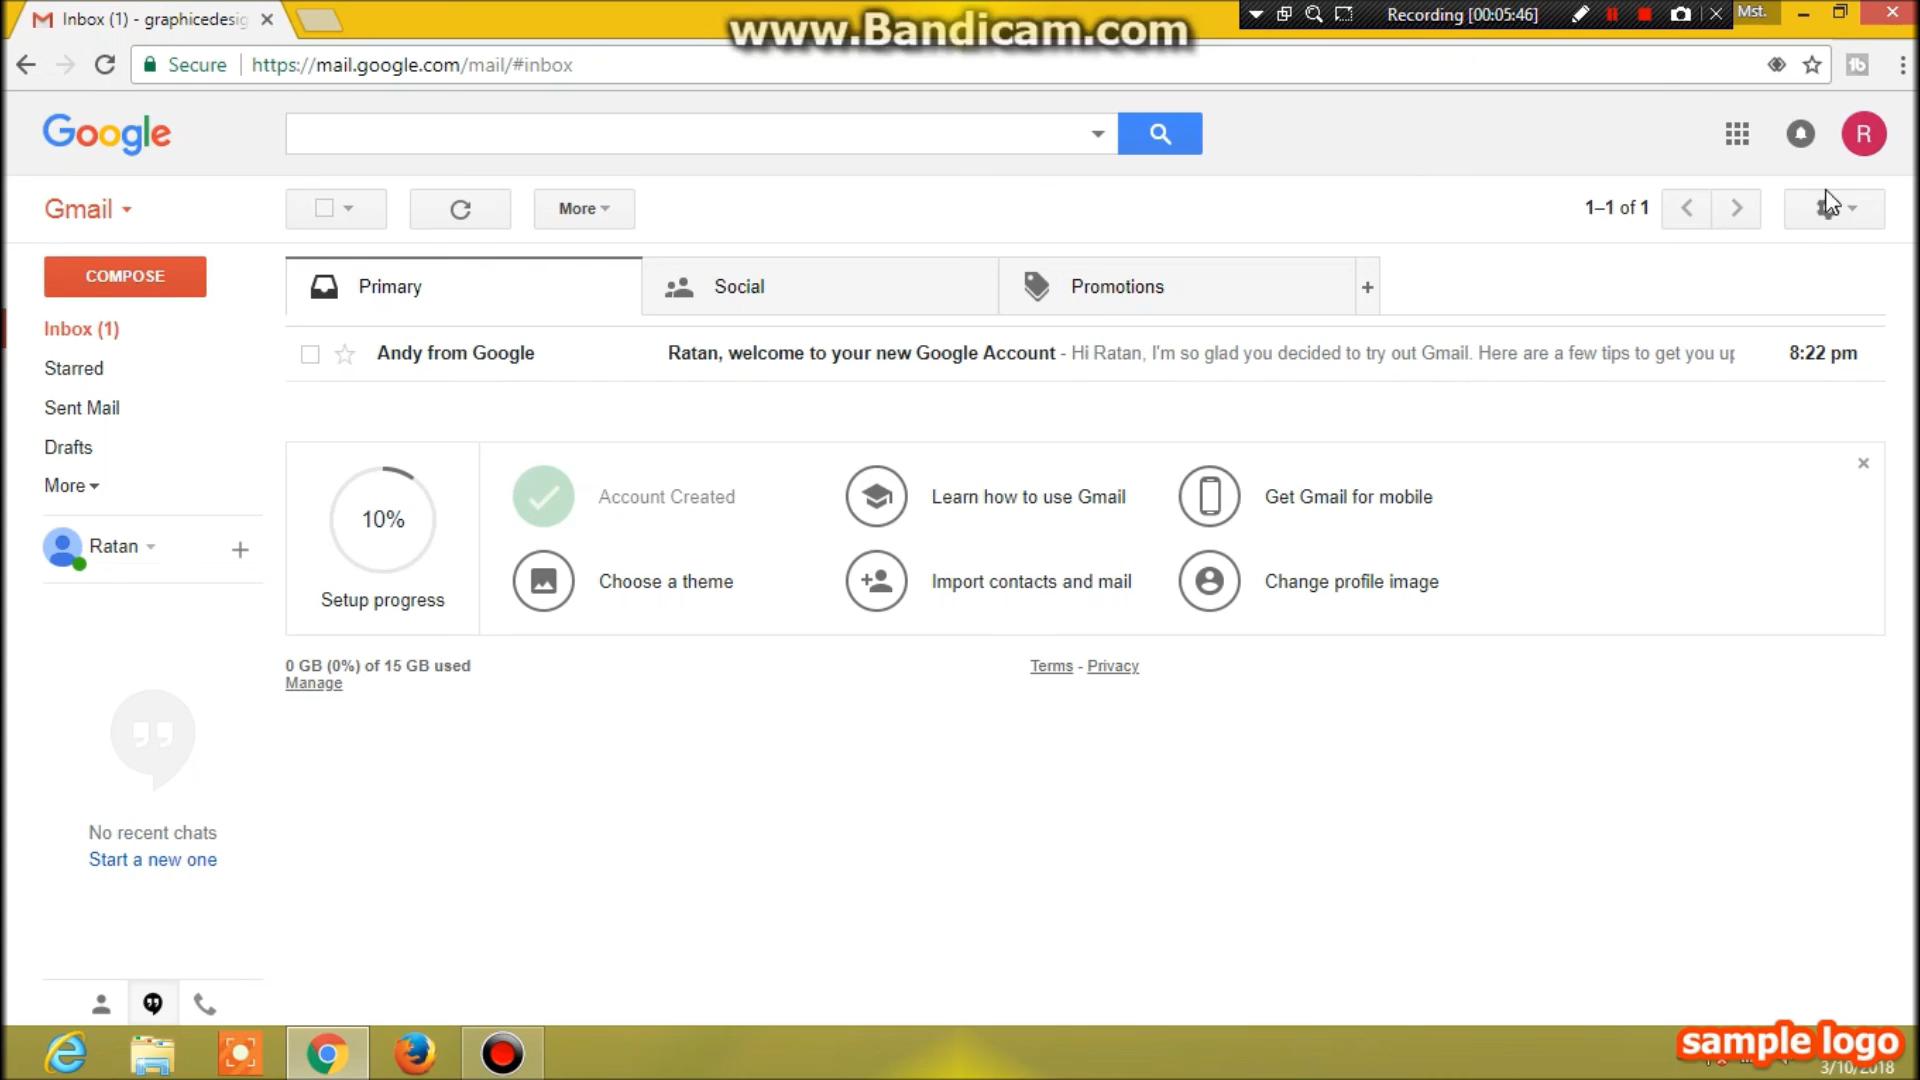 Inbox (1) - graphicedesig
www.Bandicam.com
Recording [00:05:46]
Mst.
Secure
https://mail.google.com/mail/#inbox
Google
R
Gmail
More
1–1 of 1
COMPOSE
Primary
Social
Promotions
+
Inbox (1)
Starred
Sent Mail
Drafts
More
Andy from Google
Ratan, welcome to your new Google Account - Hi Ratan, I'm so glad you decided to try out Gmail. Here are a few tips to get you up
8:22 pm
Ratan
+
10%
Setup progress
Account Created
Learn how to use Gmail
Get Gmail for mobile
Choose a theme
Import contacts and mail
Change profile image
0 GB (0%) of 15 GB used
Manage
Terms - Privacy
No recent chats
Start a new one
sample logo
3/10/2018